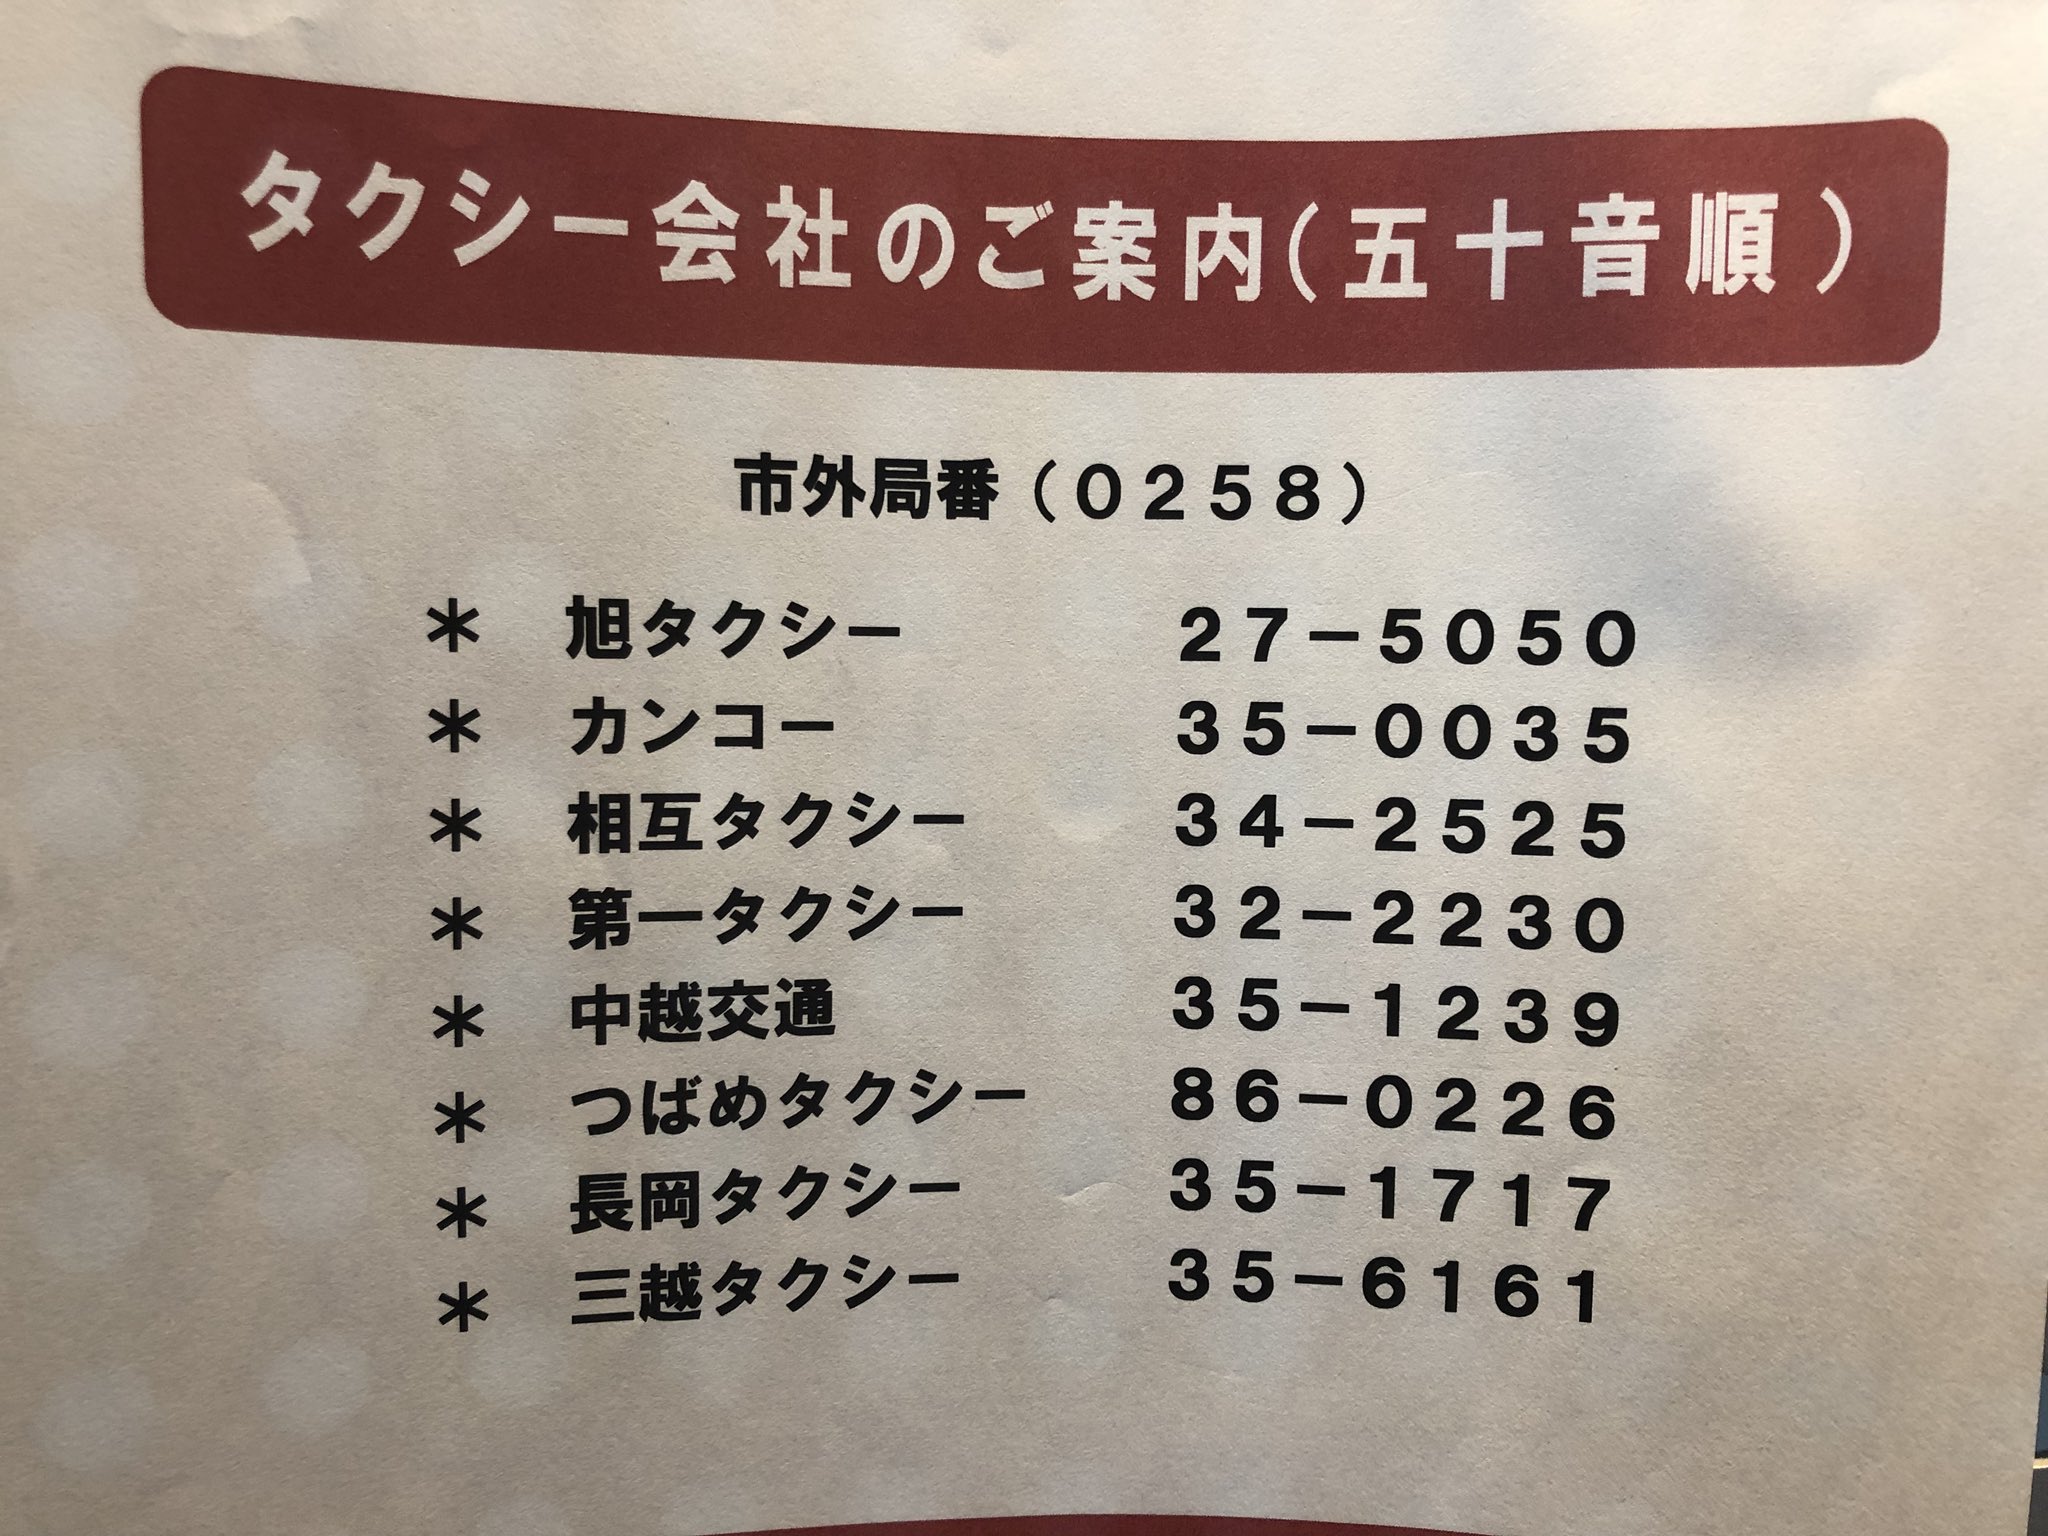 タクシー会社のご案内(五十音順)
市外局番（０２５８）
＊　旭タクシー　２７－５０５０
＊　カンコー　３５－００３５
＊　相互タクシー　３４－２５２５
＊　第一タクシー　３２－２２３０
＊　中越交通　３５－１２３９
＊　つばめタクシー　８６－０２２６
＊　長岡タクシー　３５－１７１７
＊　三越タクシー　３５－６１６１